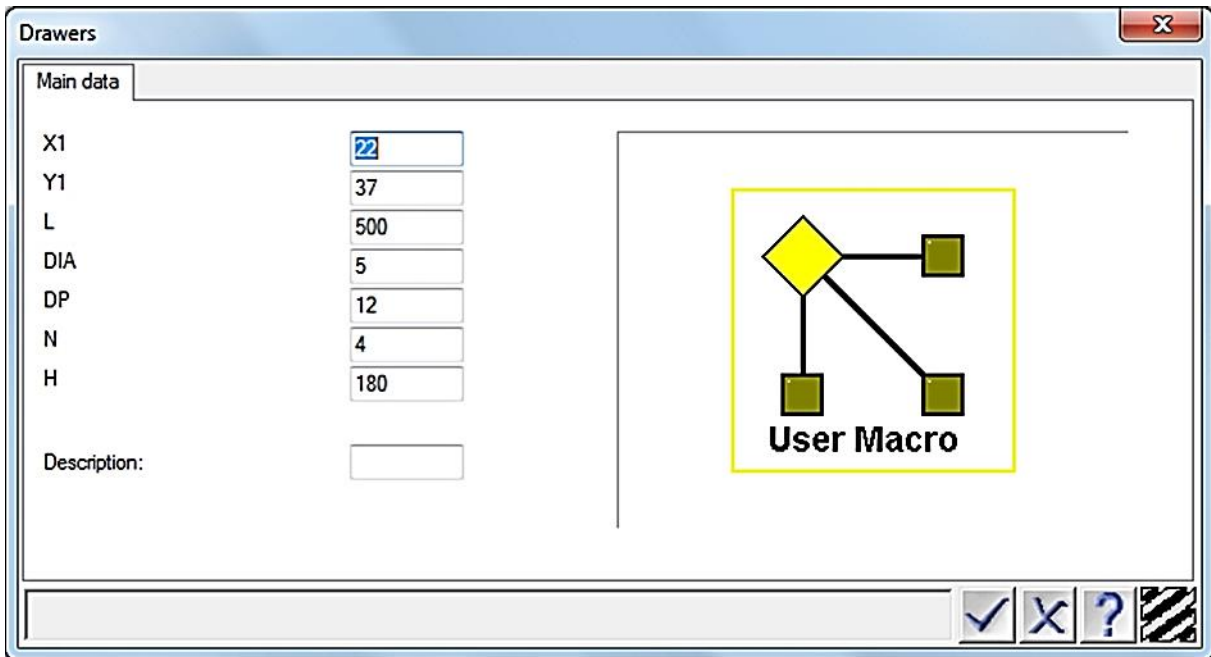 Drawers
Main data
X1 22
Y1 37
L 500
DIA 5
DP 12
N 4
H 180
Description:
User Macro